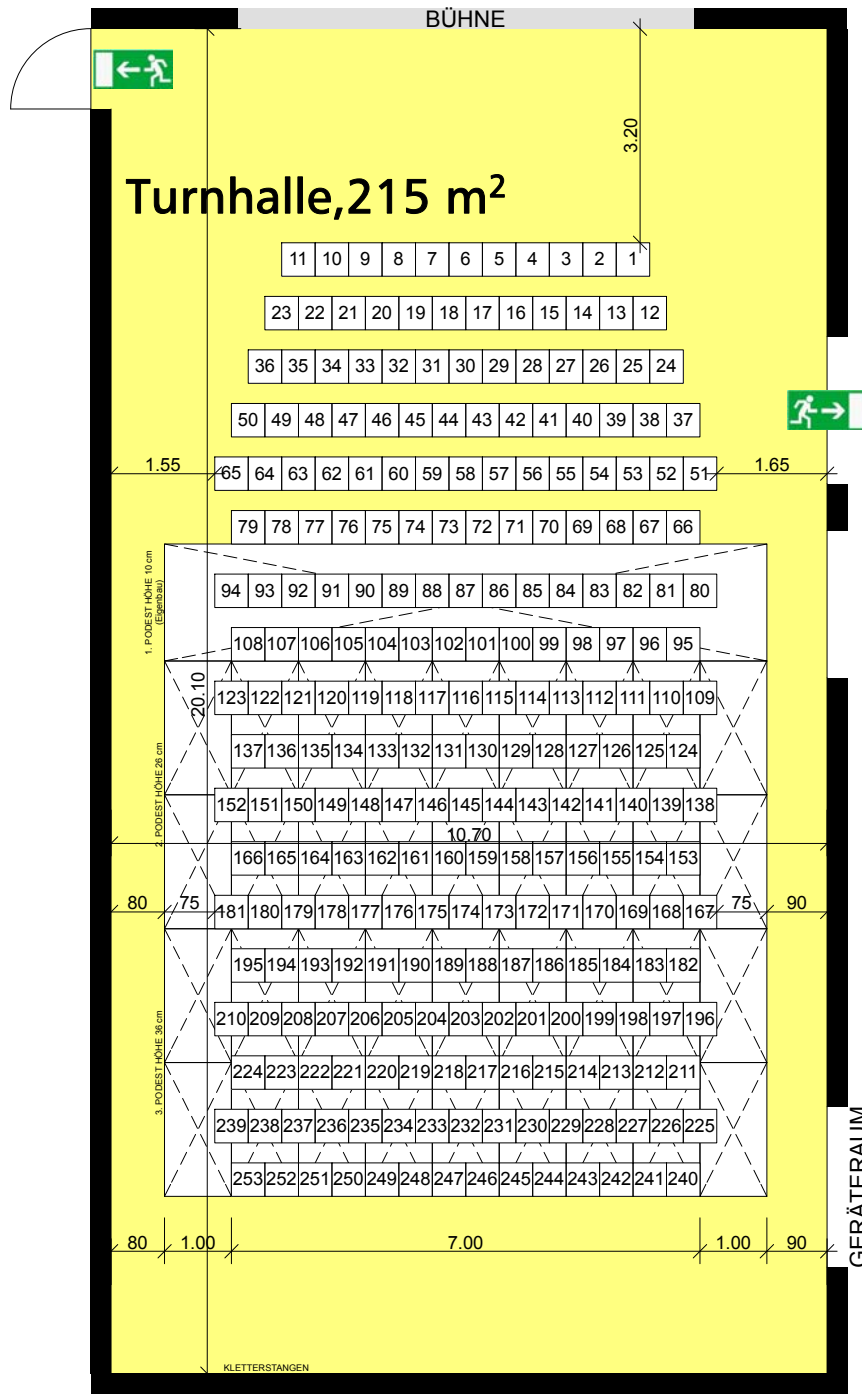 BÜHNE
3.20
Turnhalle,215 m²
11 10 9 8 7 6 5 4 3 2 1
23 22 21 20 19 18 17 16 15 14 13 12
36 35 34 33 32 31 30 29 28 27 26 25 24
50 49 48 47 46 45 44 43 42 41 40 39 38 37
1.55
65 64 63 62 61 60 59 58 57 56 55 54 53 52 51
1.65
79 78 77 76 75 74 73 72 71 70 69 68 67 66
1. PODEST HÖHE 10 cm
(Eigenbau)
94 93 92 91 90 89 88 87 86 85 84 83 82 81 80
108 107 106 105 104 103 102 101 100 99 98 97 96 95
20.10
123 122 121 120 119 118 117 116 115 114 113 112 111 110 109
137 136 135 134 133 132 131 130 129 128 127 126 125 124
2. PODEST HÖHE 26 cm
152 151 150 149 148 147 146 145 144 143 142 141 140 139 138
10.70
166 165 164 163 162 161 160 159 158 157 156 155 154 153
80 75
181 180 179 178 177 176 175 174 173 172 171 170 169 168 167
75 90
195 194 193 192 191 190 189 188 187 186 185 184 183 182
3. PODEST HÖHE 36 cm
210 209 208 207 206 205 204 203 202 201 200 199 198 197 196
224 223 222 221 220 219 218 217 216 215 214 213 212 211
239 238 237 236 235 234 233 232 231 230 229 228 227 226 225
253 252 251 250 249 248 247 246 245 244 243 242 241 240
GERÄTERAUM
80 1.00 7.00 1.00 90
KLETTERSTANGEN